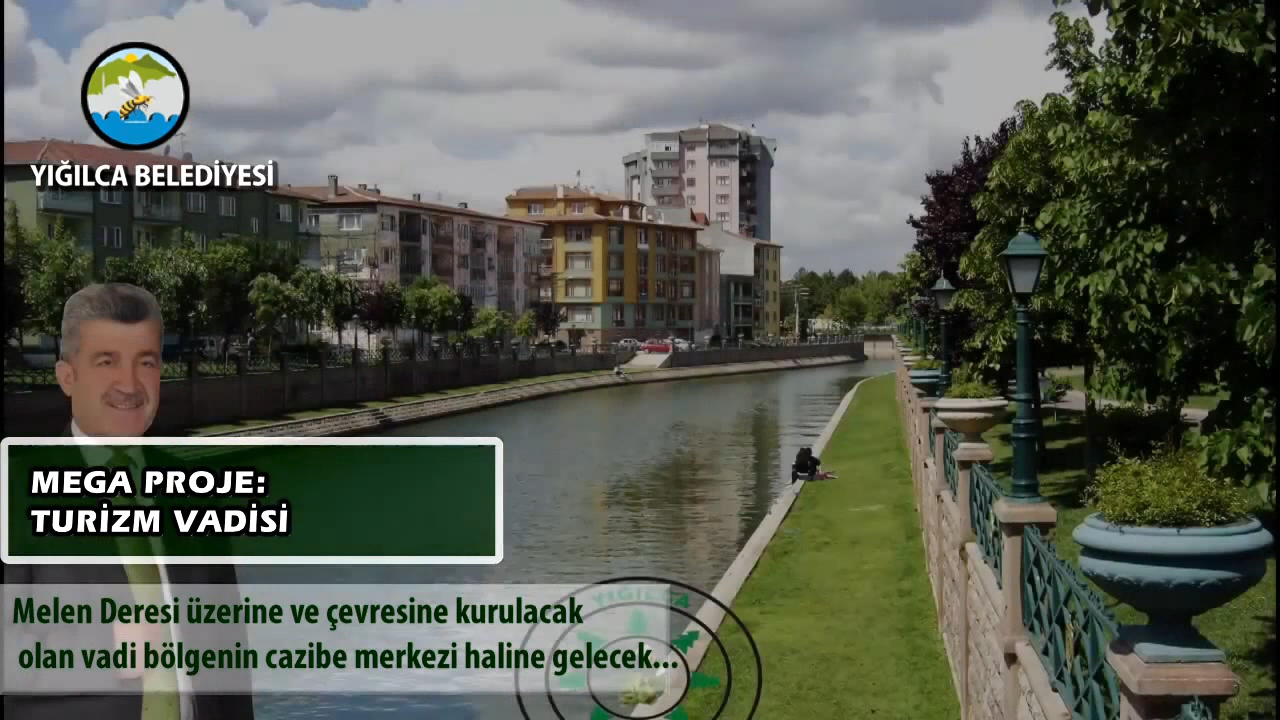 YIĞILCA BELEDİYESİ
MEGA PROJE:
TURİZM VADİSİ
Melen Deresi üzerine ve çevresine kurulacak
olan vadi bölgenin cazibe merkezi haline gelecek...
YIĞILCA